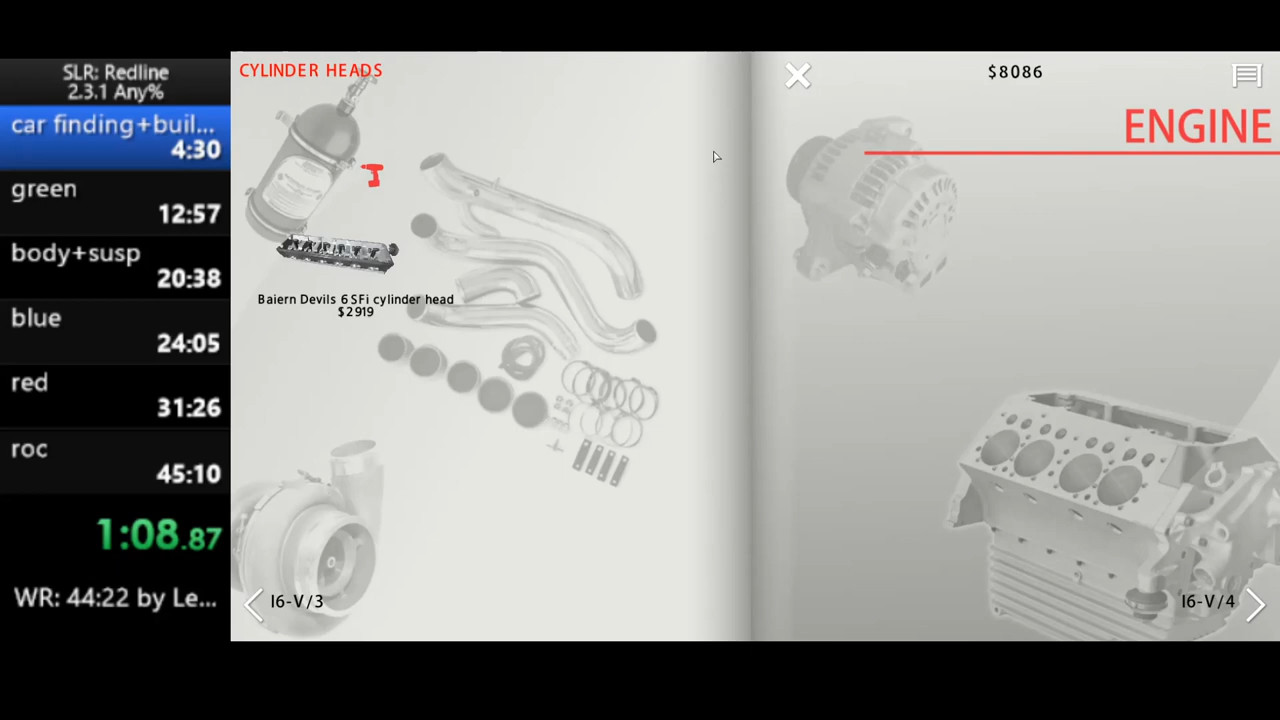 SLR: Redline
2.3.1 Any%
car finding+buil...
4:30
green
12:57
body+susp
20:38
blue
24:05
red
31:26
roc
45:10
1:08.87
WR: 44:22 by Le...
CYLINDER HEADS
Baiern Devils 6 SFi cylinder head
$2919
I6-V/3
$8086
ENGINE
I6-V/4